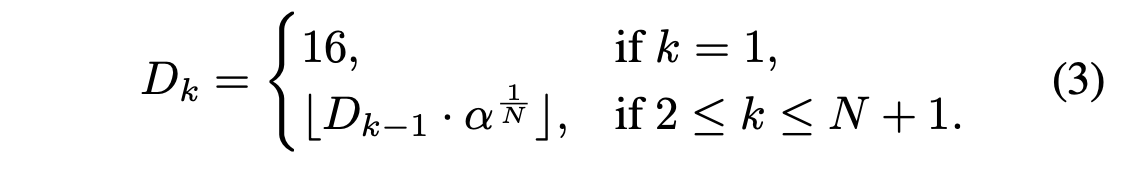 D_k = { 16, if k = 1, (3)
⌊D_{k−1} · α^{1/N}⌋, if 2 ≤ k ≤ N + 1.